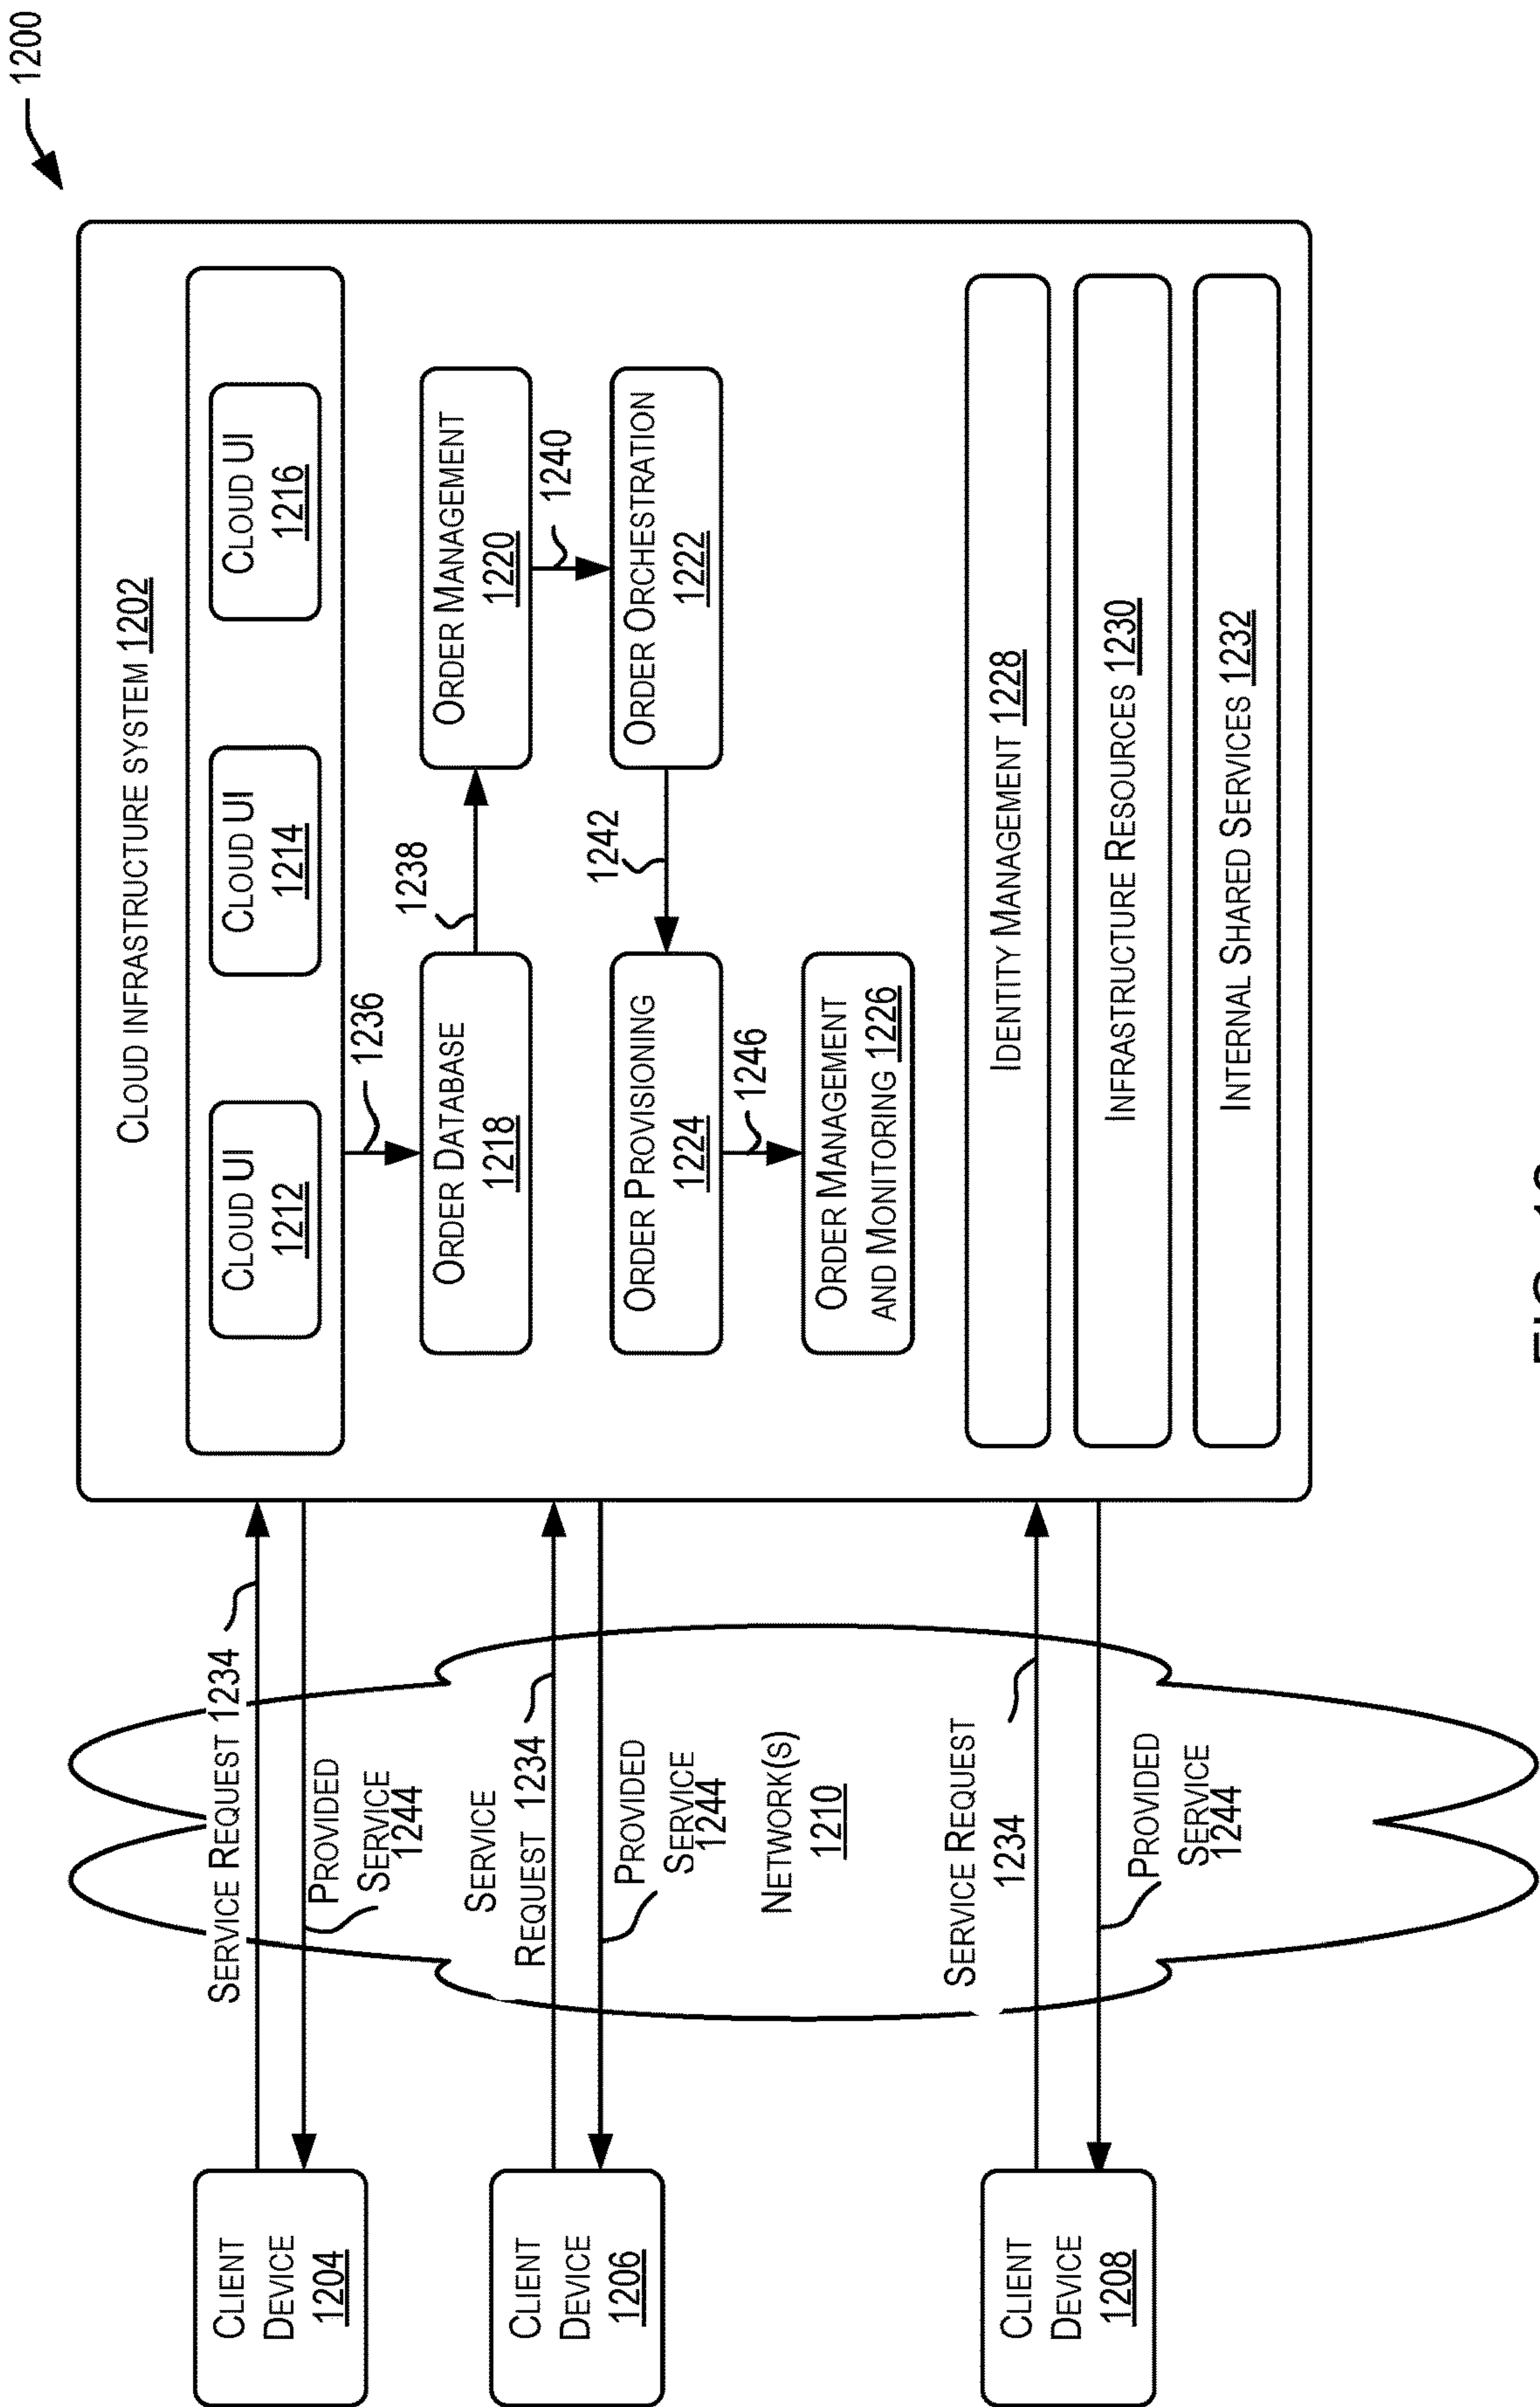 1200
CLOUD INFRASTRUCTURE SYSTEM 1202
CLOUD UI
1212
CLOUD UI
1214
CLOUD UI
1216
1236
ORDER DATABASE
1218
1238
ORDER MANAGEMENT
1220
1240
ORDER ORCHESTRATION
1222
1242
ORDER PROVISIONING
1224
1246
ORDER MANAGEMENT
AND MONITORING 1226
IDENTITY MANAGEMENT 1228
INFRASTRUCTURE RESOURCES 1230
INTERNAL SHARED SERVICES 1232
CLIENT
DEVICE
1204
SERVICE REQUEST 1234
PROVIDED
SERVICE
1244
CLIENT
DEVICE
1206
SERVICE
REQUEST 1234
PROVIDED
SERVICE
1244
NETWORK(S)
1210
CLIENT
DEVICE
1208
SERVICE REQUEST
1234
PROVIDED
SERVICE
1244